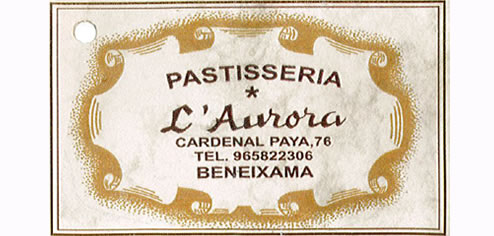 PASTISSERIA
*
L'Aurora
CARDENAL PAYA,76
TEL. 965822306
BENEIXAMA